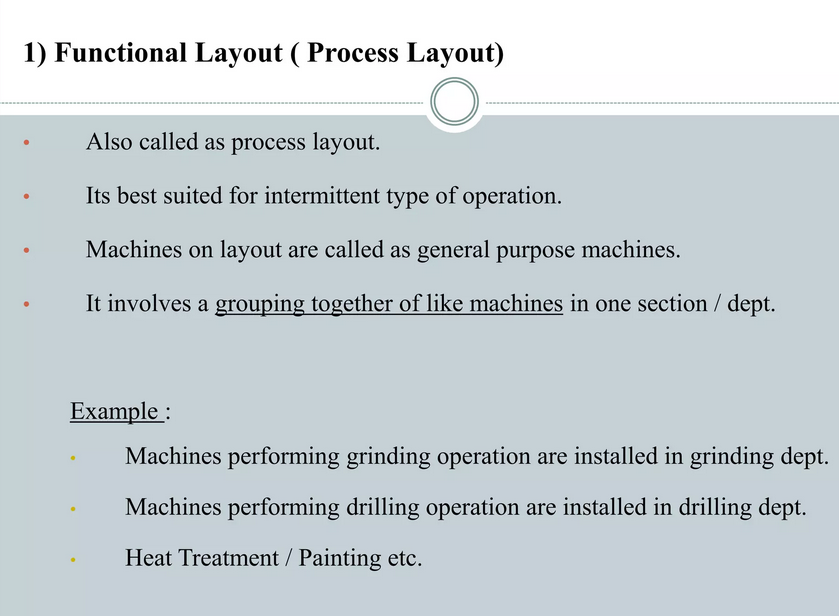 1) Functional Layout ( Process Layout)
• Also called as process layout.
• Its best suited for intermittent type of operation.
• Machines on layout are called as general purpose machines.
• It involves a grouping together of like machines in one section / dept.
Example :
• Machines performing grinding operation are installed in grinding dept.
• Machines performing drilling operation are installed in drilling dept.
• Heat Treatment / Painting etc.